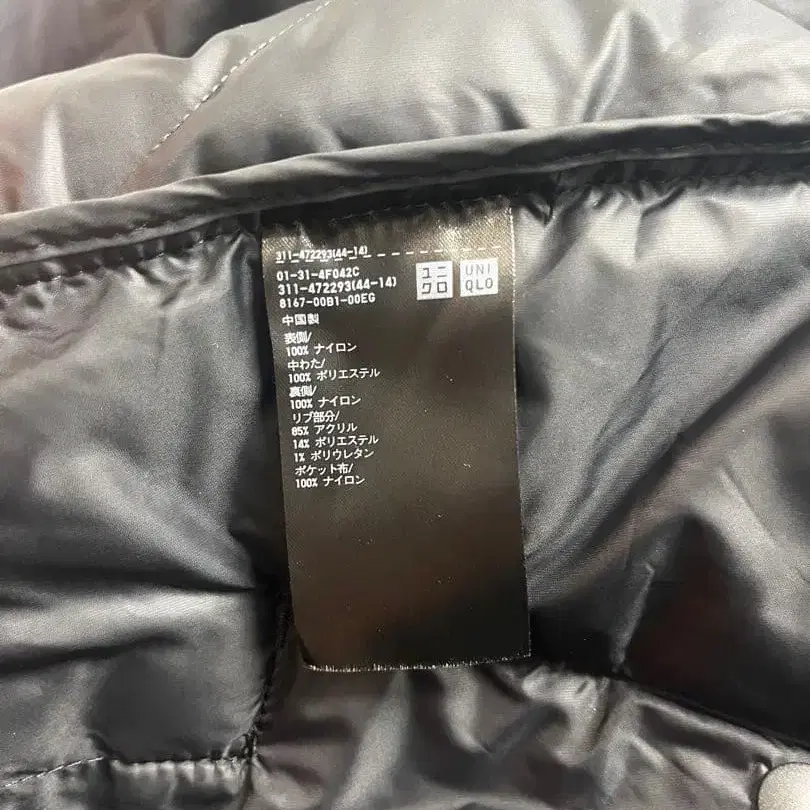 311-472293(44-14)
01-31-4F042C
311-472293(44-14)
8167-00B1-00EG
ユニ
クロ
UNI
QLO
中国製
表側/
100% ナイロン
中わた/
100% ポリエステル
裏側/
100% ナイロン
リブ部分/
85% アクリル
14% ポリエステル
1% ポリウレタン
ポケット布/
100% ナイロン